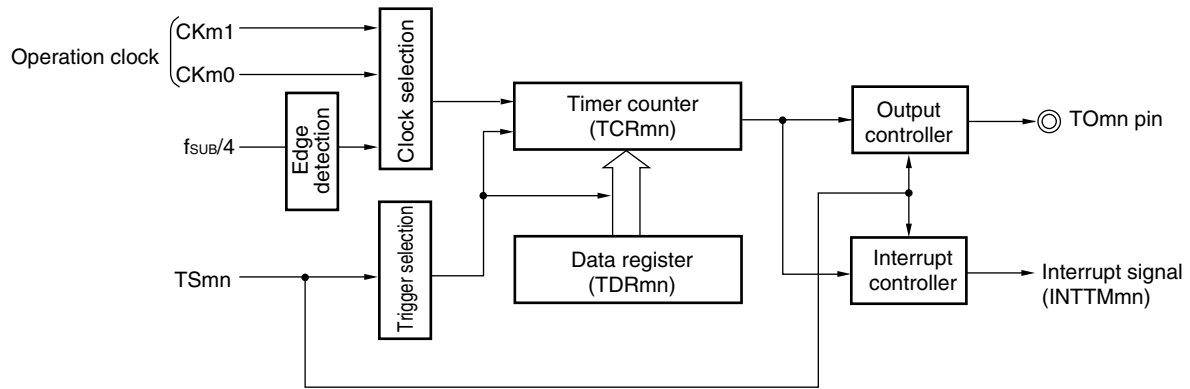 Operation clock
CKm1
CKm0
fSUB/4
Edge
detection
Clock selection
TSmn
Trigger selection
Timer counter
(TCRmn)
Data register
(TDRmn)
Output
controller
TOmn pin
Interrupt
controller
Interrupt signal
(INTTMmn)